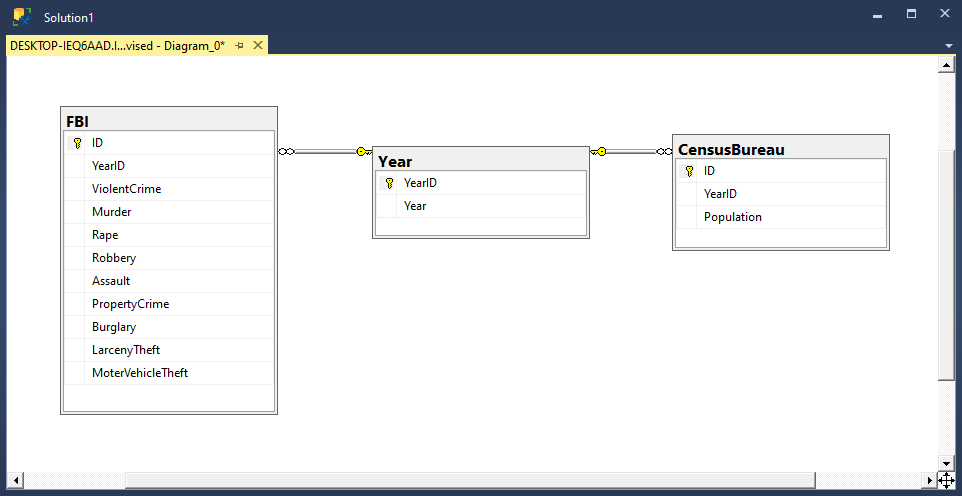 Solution1
DESKTOP-IEQ6AAD.I...vised - Diagram_0*
FBI
ID
YearID
ViolentCrime
Murder
Rape
Robbery
Assault
PropertyCrime
Burglary
LarcenyTheft
MoterVehicleTheft
Year
YearID
Year
CensusBureau
ID
YearID
Population